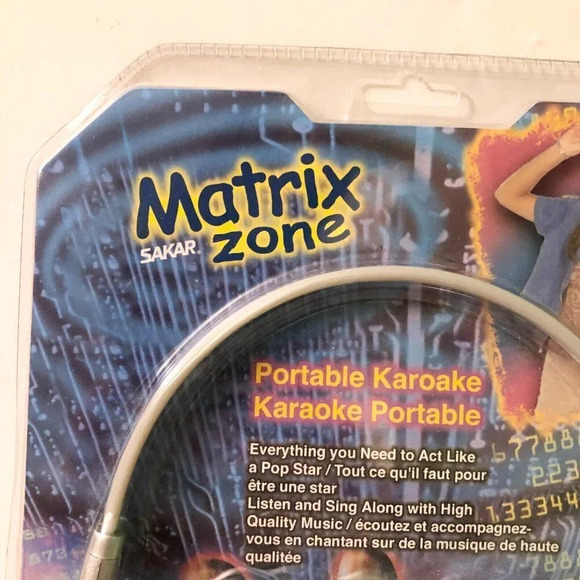 Matrix
SAKAR®
zone
Portable Karoake
Karaoke Portable
Everything you Need to Act Like
a Pop Star / Tout ce qu'il faut pour
être une star
Listen and Sing Along with High
Quality Music / écoutez et accompagnez-
vous en chantant sur de la musique de haute
qualitée